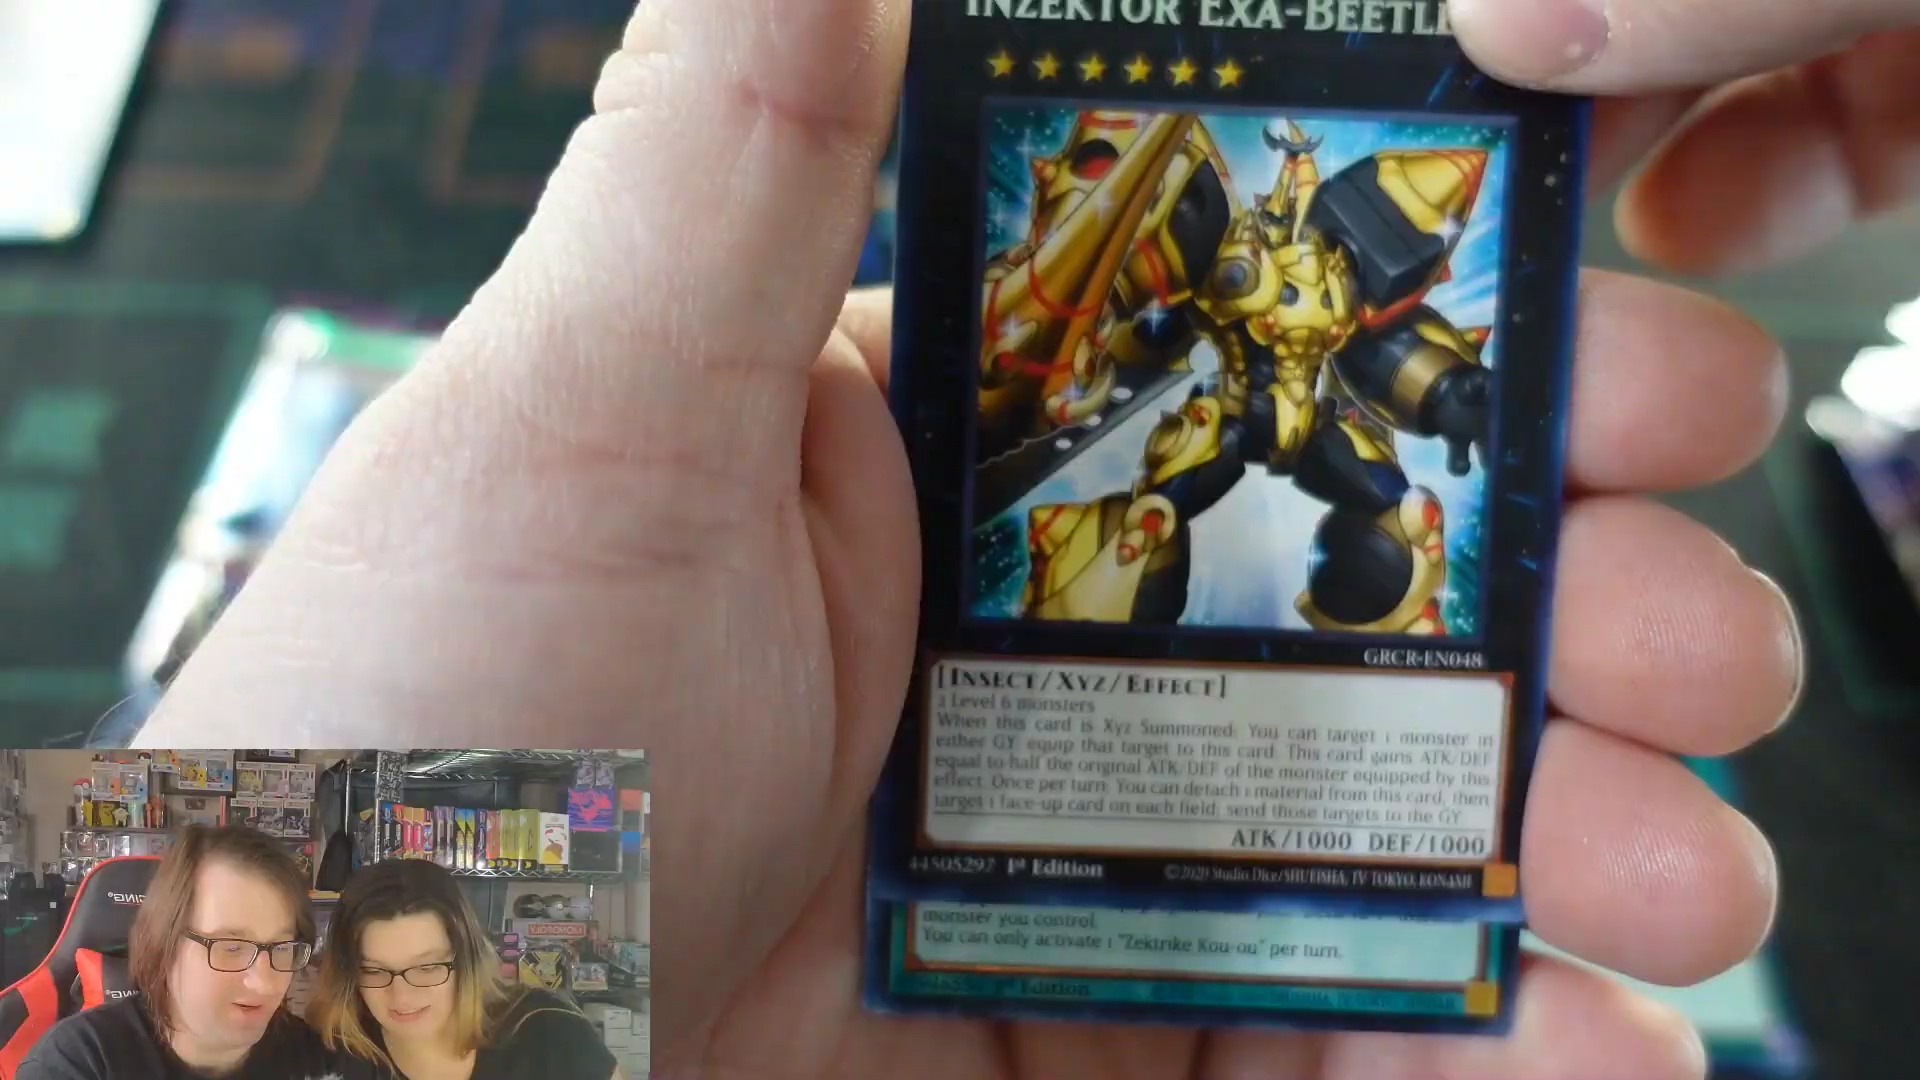 INZEKTOR EXA-BEETLE
GRCR-EN048
[INSECT/XYZ/EFFECT]
2 Level 6 monsters
When this card is Xyz Summoned: You can target 1 monster in
either GY; equip that target to this card. This card gains ATK/DEF
equal to half the original ATK/DEF of the monster equipped by this
effect. Once per turn: You can detach 1 material from this card, then
target 1 face-up card on each field; send those targets to the GY.
ATK/1000 DEF/1000
44505297 1st Edition
©2020 Studio Dice/SHUEISHA, TV TOKYO, KONAMI
monster you control.
You can only activate 1 "Zektrike Kou-ou" per turn.
1st Edition
MONOPOLY